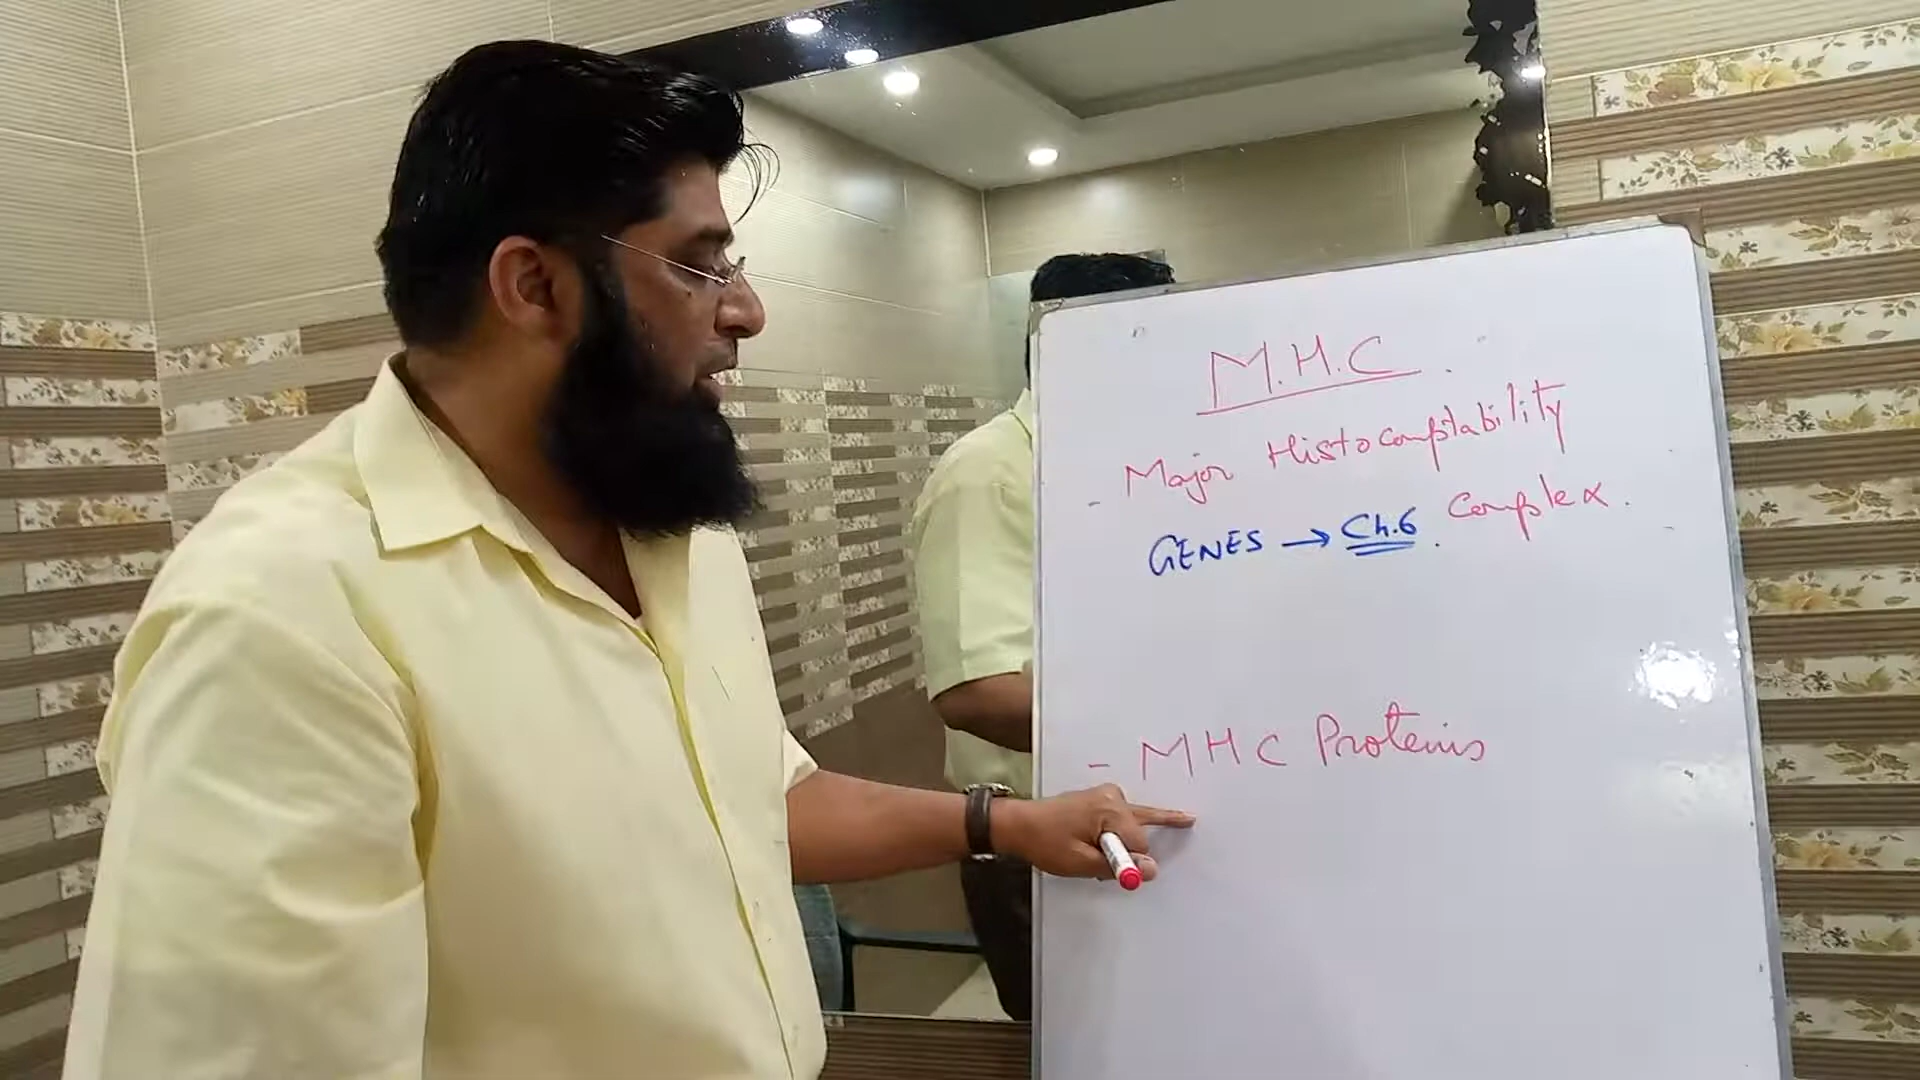 M.H.C.
- Major Histocomptability
Complex.
GENES → Ch.6.
- MHC Proteins